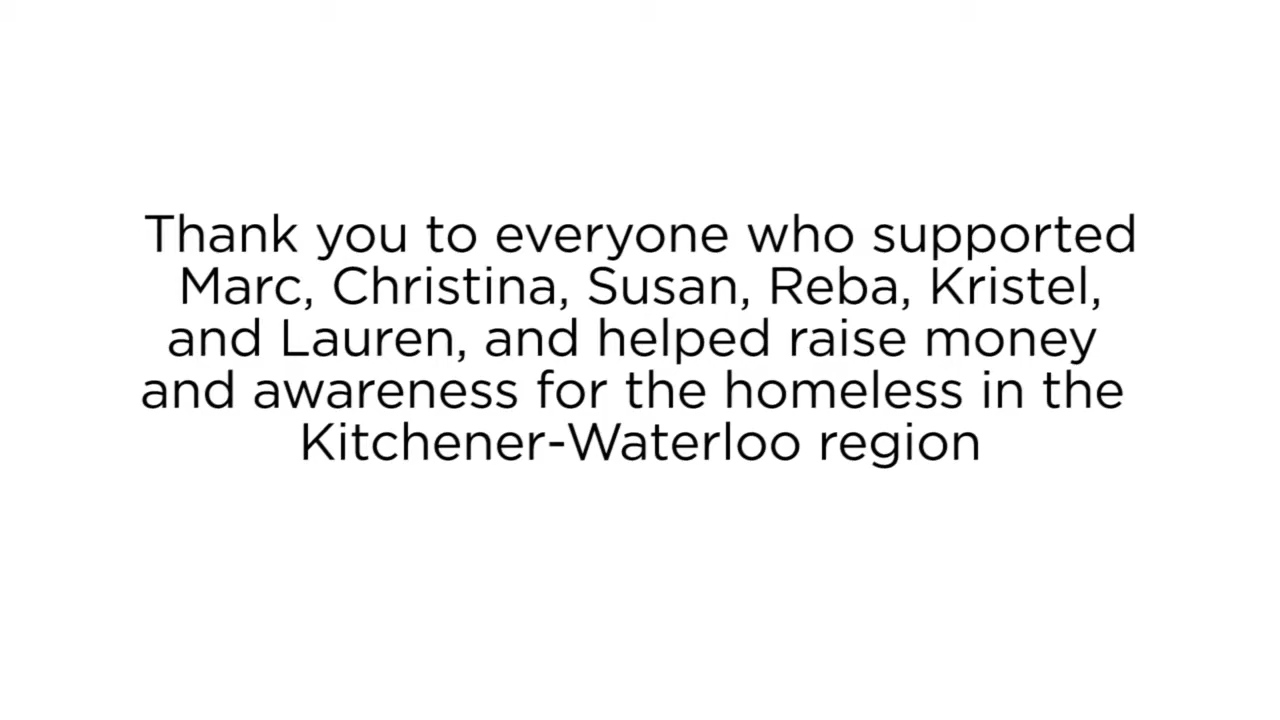 Thank you to everyone who supported
Marc, Christina, Susan, Reba, Kristel,
and Lauren, and helped raise money
and awareness for the homeless in the
Kitchener-Waterloo region